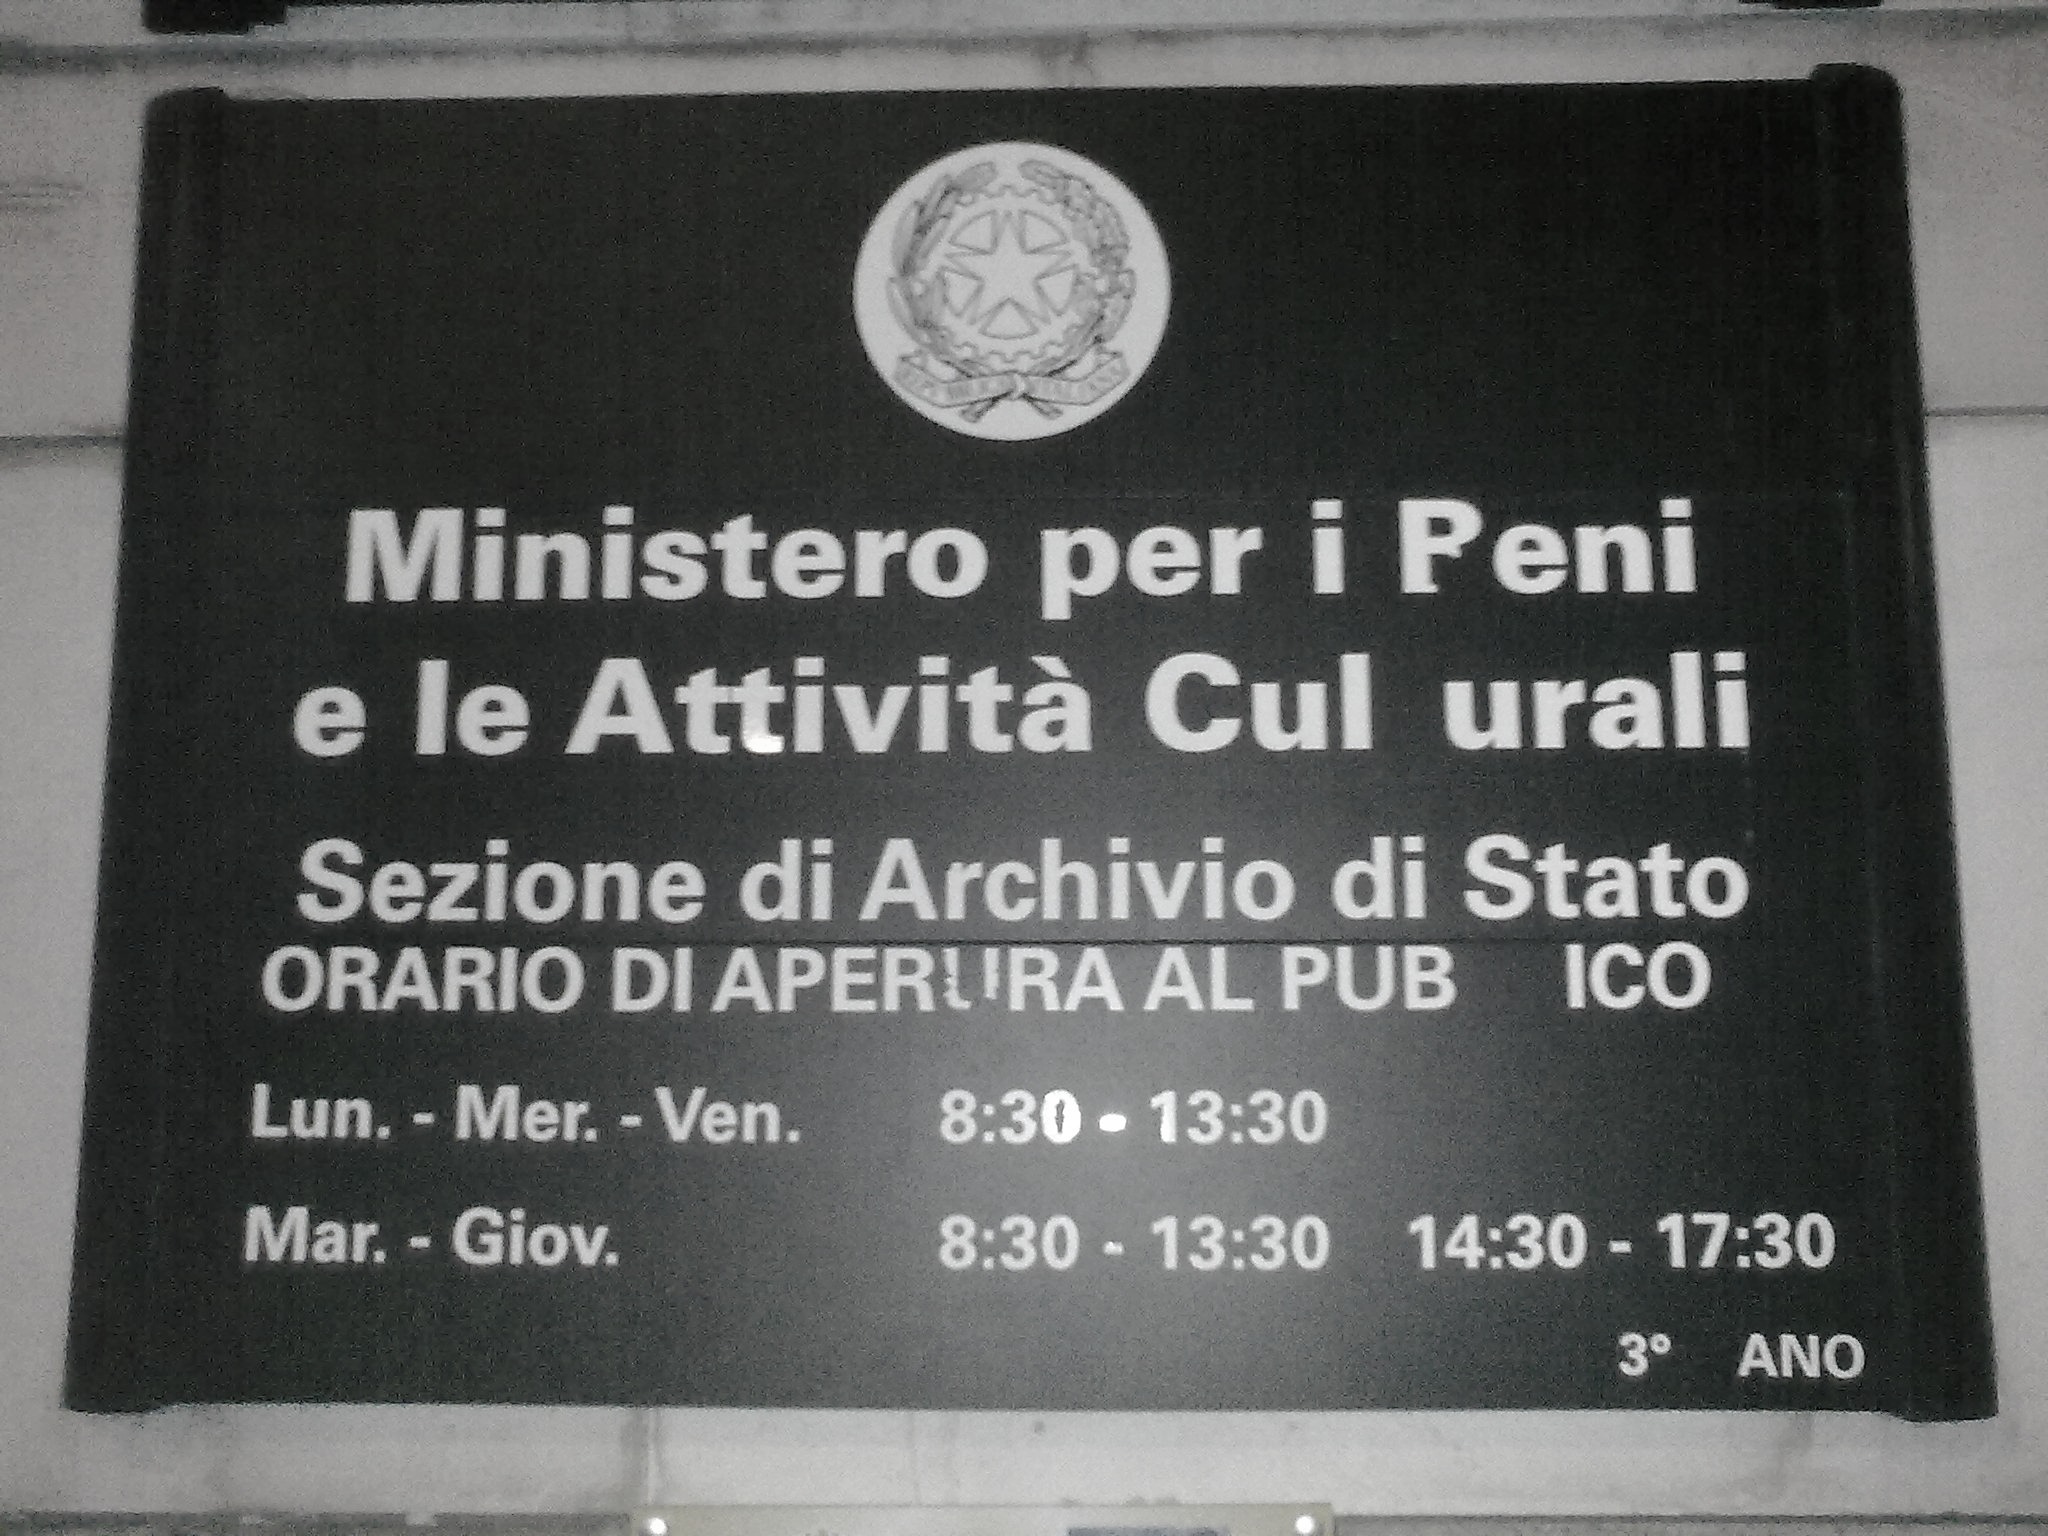 Ministero per i Peni
e le Attività Cul urali
Sezione di Archivio di Stato
ORARIO DI APERTURA AL PUB ICO
Lun. - Mer. - Ven. 8:30 - 13:30
Mar. - Giov. 8:30 - 13:30 14:30 - 17:30
3° ANO